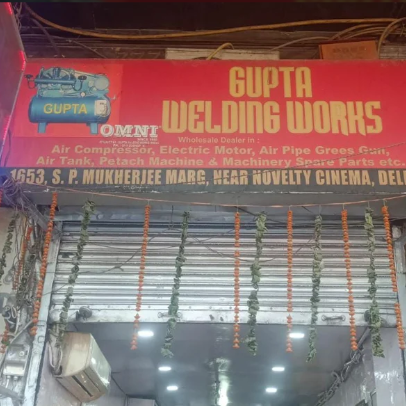 GUPTA
WELDING WORKS
GUPTA
OMNI
Wholesale Dealer in :
Air Compressor, Electric Motor, Air Pipe Grees Gun,
Air Tank, Petach Machine & Machinery Spare Parts etc.
1653, S. P. MUKHERJEE MARG, NEAR NOVELTY CINEMA, DEL